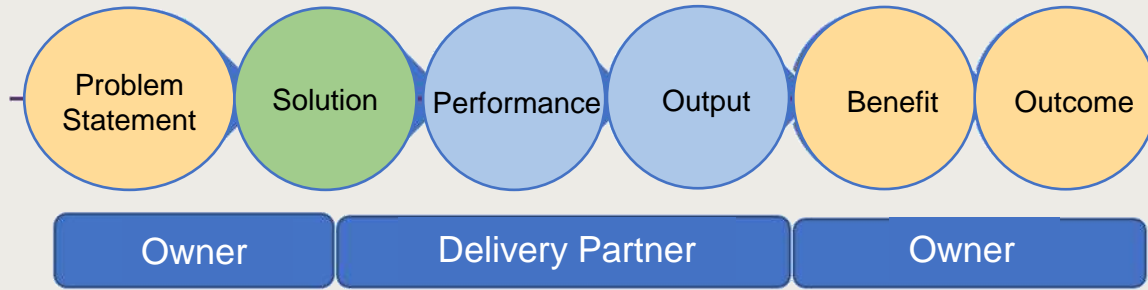 Problem
Statement
Solution
Performance
Output
Benefit
Outcome
Owner
Delivery Partner
Owner